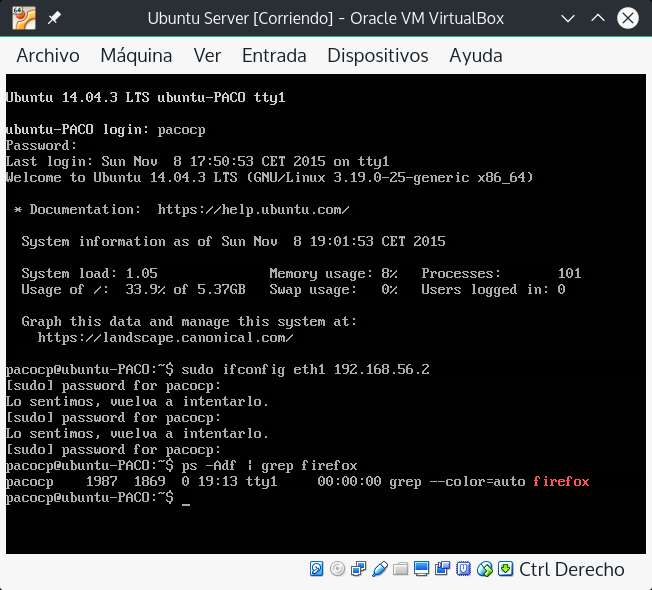 Ubuntu Server [Corriendo] - Oracle VM VirtualBox
Archivo Máquina Ver Entrada Dispositivos Ayuda
Ubuntu 14.04.3 LTS ubuntu-PACO tty1
ubuntu-PACO login: pacocp
Password:
Last login: Sun Nov  8 17:50:53 CET 2015 on tty1
Welcome to Ubuntu 14.04.3 LTS (GNU/Linux 3.19.0-25-generic x86_64)
* Documentation:  https://help.ubuntu.com/
System information as of Sun Nov  8 19:01:53 CET 2015
System load: 1.05              Memory usage: 8%   Processes:       101
Usage of /:  33.9% of 5.37GB   Swap usage:   0%   Users logged in: 0
Graph this data and manage this system at:
https://landscape.canonical.com/
pacocp@ubuntu-PACO:~$ sudo ifconfig eth1 192.168.56.2
[sudo] password for pacocp:
Lo sentimos, vuelva a intentarlo.
[sudo] password for pacocp:
Lo sentimos, vuelva a intentarlo.
[sudo] password for pacocp:
pacocp@ubuntu-PACO:~$ ps -Adf | grep firefox
pacocp    1987  1869  0 19:13 tty1     00:00:00 grep --color=auto firefox
pacocp@ubuntu-PACO:~$ _
Ctrl Derecho